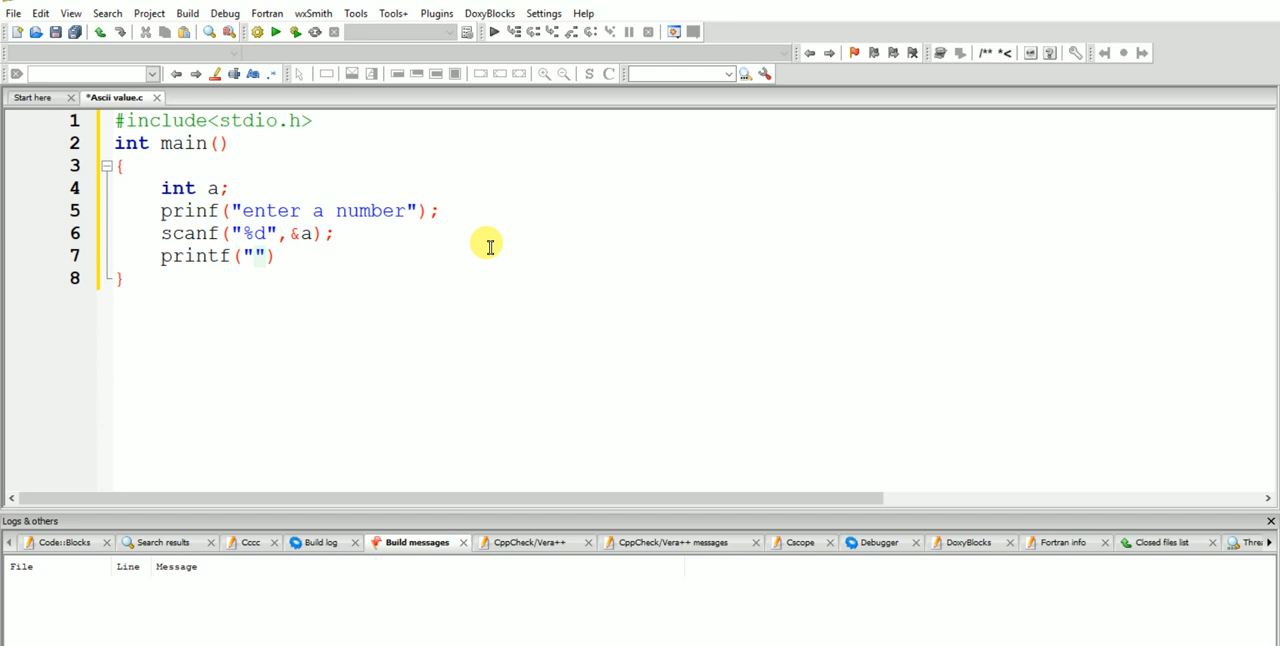 File Edit View Search Project Build Debug Fortran wxSmith Tools Tools+ Plugins DoxyBlocks Settings Help
/** *<
S C
Start here *Ascii value.c
1 #include<stdio.h>
2 int main()
3 {
4 int a;
5 prinf("enter a number");
6 scanf("%d",&a);
7 printf("")
8 }
Logs & others
Code::Blocks Search results Cccc Build log Build messages CppCheck/Vera++ CppCheck/Vera++ messages Cscope Debugger DoxyBlocks Fortran info Closed files list Thre
File Line Message